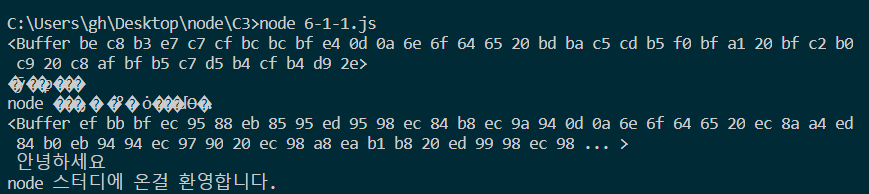 C:\Users\gh\Desktop\node\C3>node 6-1-1.js
<Buffer be c8 b3 e7 c7 cf bc bc bf e4 0d 0a 6e 6f 64 65 20 bd ba c5 cd b5 f0 bf a1 20 bf c2 b0
c9 20 c8 af bf b5 c7 d5 b4 cf b4 d9 2e>
node
<Buffer ef bb bf ec 95 88 eb 85 95 ed 95 98 ec 84 b8 ec 9a 94 0d 0a 6e 6f 64 65 20 ec 8a a4 ed
84 b0 eb 94 94 ec 97 90 20 ec 98 a8 ea b1 b8 20 ed 99 98 ec 98 ... >
안녕하세요
node 스터디에 온걸 환영합니다.